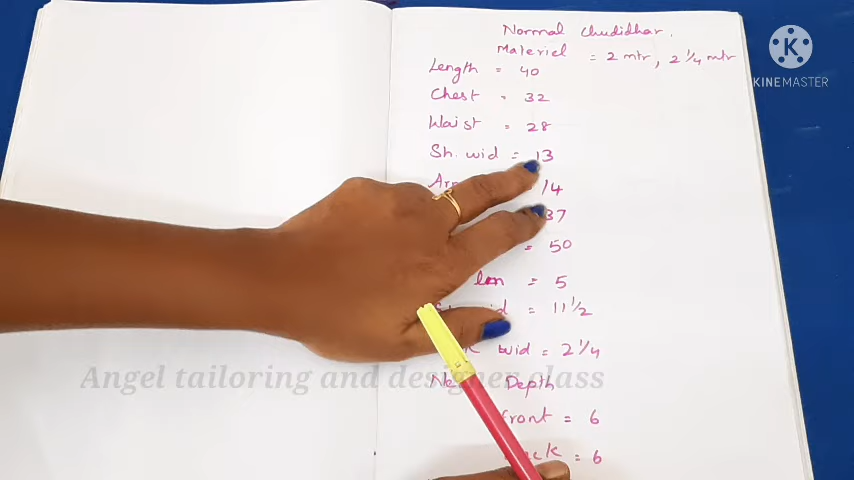 Normal Chudidhar.
Materiel = 2 mtr, 2 1/4 mtr
Length = 40
Chest = 32
Waist = 28
Sh. wid = 13
14
37
= 50
len = 5
= 11 1/2
wid = 2 1/4
Depth
front = 6
= 6
KINEMASTER
Angel tailoring and designer class